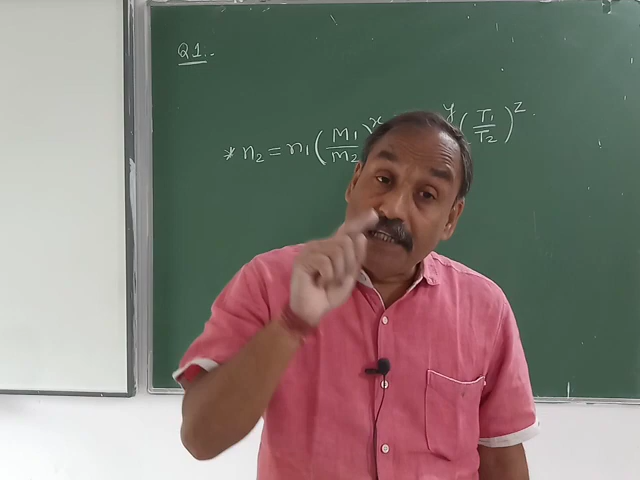 Q1..
* n₂ = n₁ (M₁/M₂)^x y (T₁/T₂)^z.